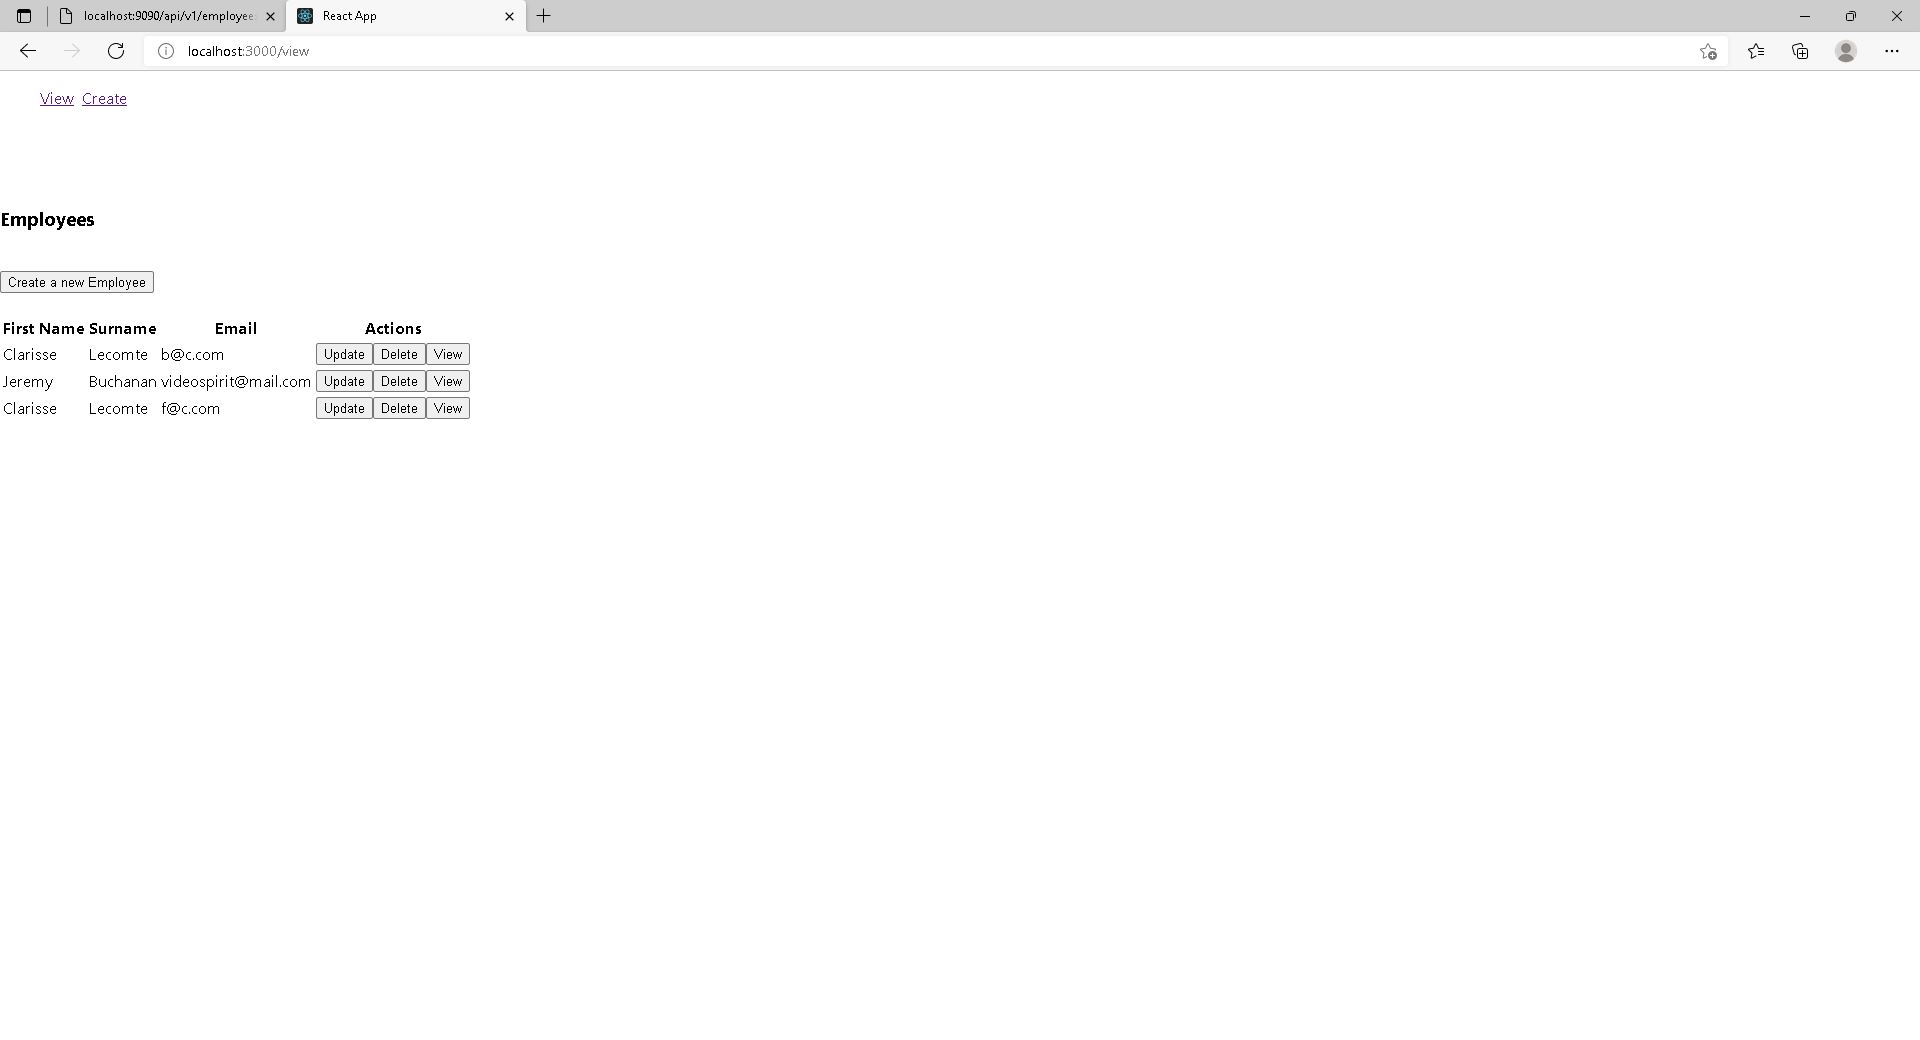 localhost:9090/api/v1/employees
React App
localhost:3000/view
View Create
Employees
Create a new Employee
First Name Surname Email Actions
Clarisse Lecomte b@c.com Update Delete View
Jeremy Buchanan videospirit@mail.com Update Delete View
Clarisse Lecomte f@c.com Update Delete View